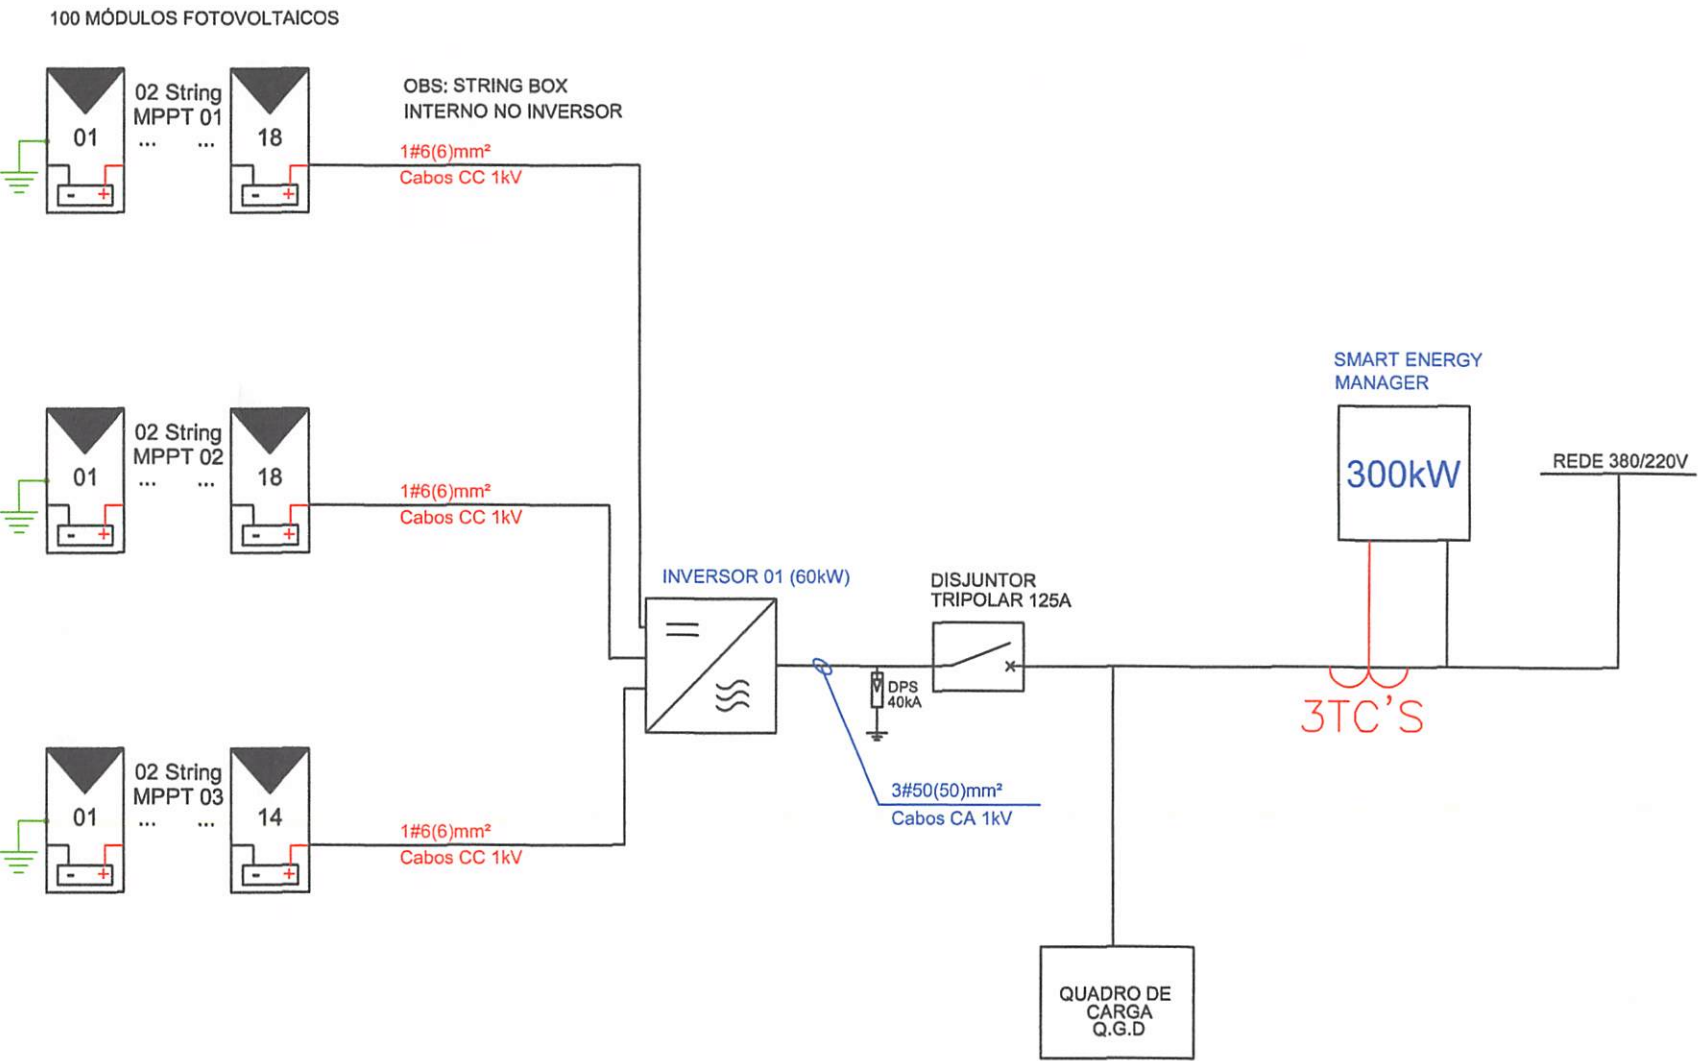 100 MÓDULOS FOTOVOLTAICOS
02 String
MPPT 01
01
...
...
18
- +
- +
OBS: STRING BOX
INTERNO NO INVERSOR
1#6(6)mm²
Cabos CC 1kV
02 String
MPPT 02
01
...
...
18
- +
- +
1#6(6)mm²
Cabos CC 1kV
02 String
MPPT 03
01
...
...
14
- +
- +
1#6(6)mm²
Cabos CC 1kV
INVERSOR 01 (60kW)
DISJUNTOR
TRIPOLAR 125A
DPS
40kA
3#50(50)mm²
Cabos CA 1kV
SMART ENERGY
MANAGER
300kW
REDE 380/220V
3TC'S
QUADRO DE
CARGA
Q.G.D